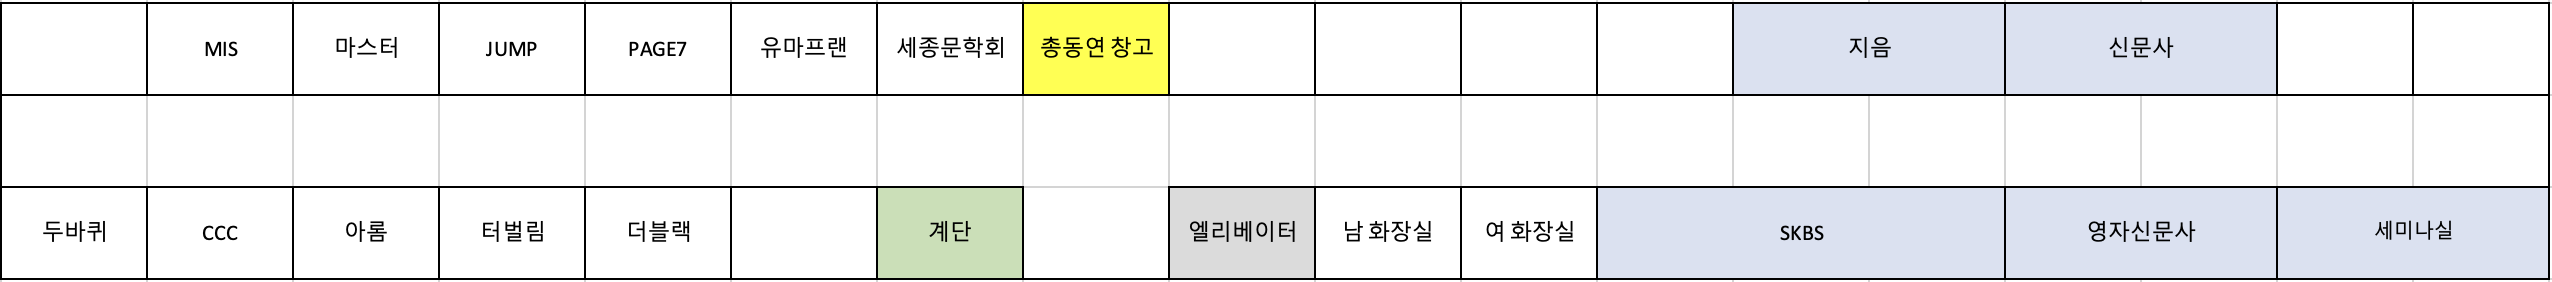 MIS 마스터 JUMP PAGE7 유마프랜 세종문학회 총동연 창고 지음 신문사
두바퀴 CCC 아롬 터벌림 더블랙 계단 엘리베이터 남 화장실 여 화장실 SKBS 영자신문사 세미나실